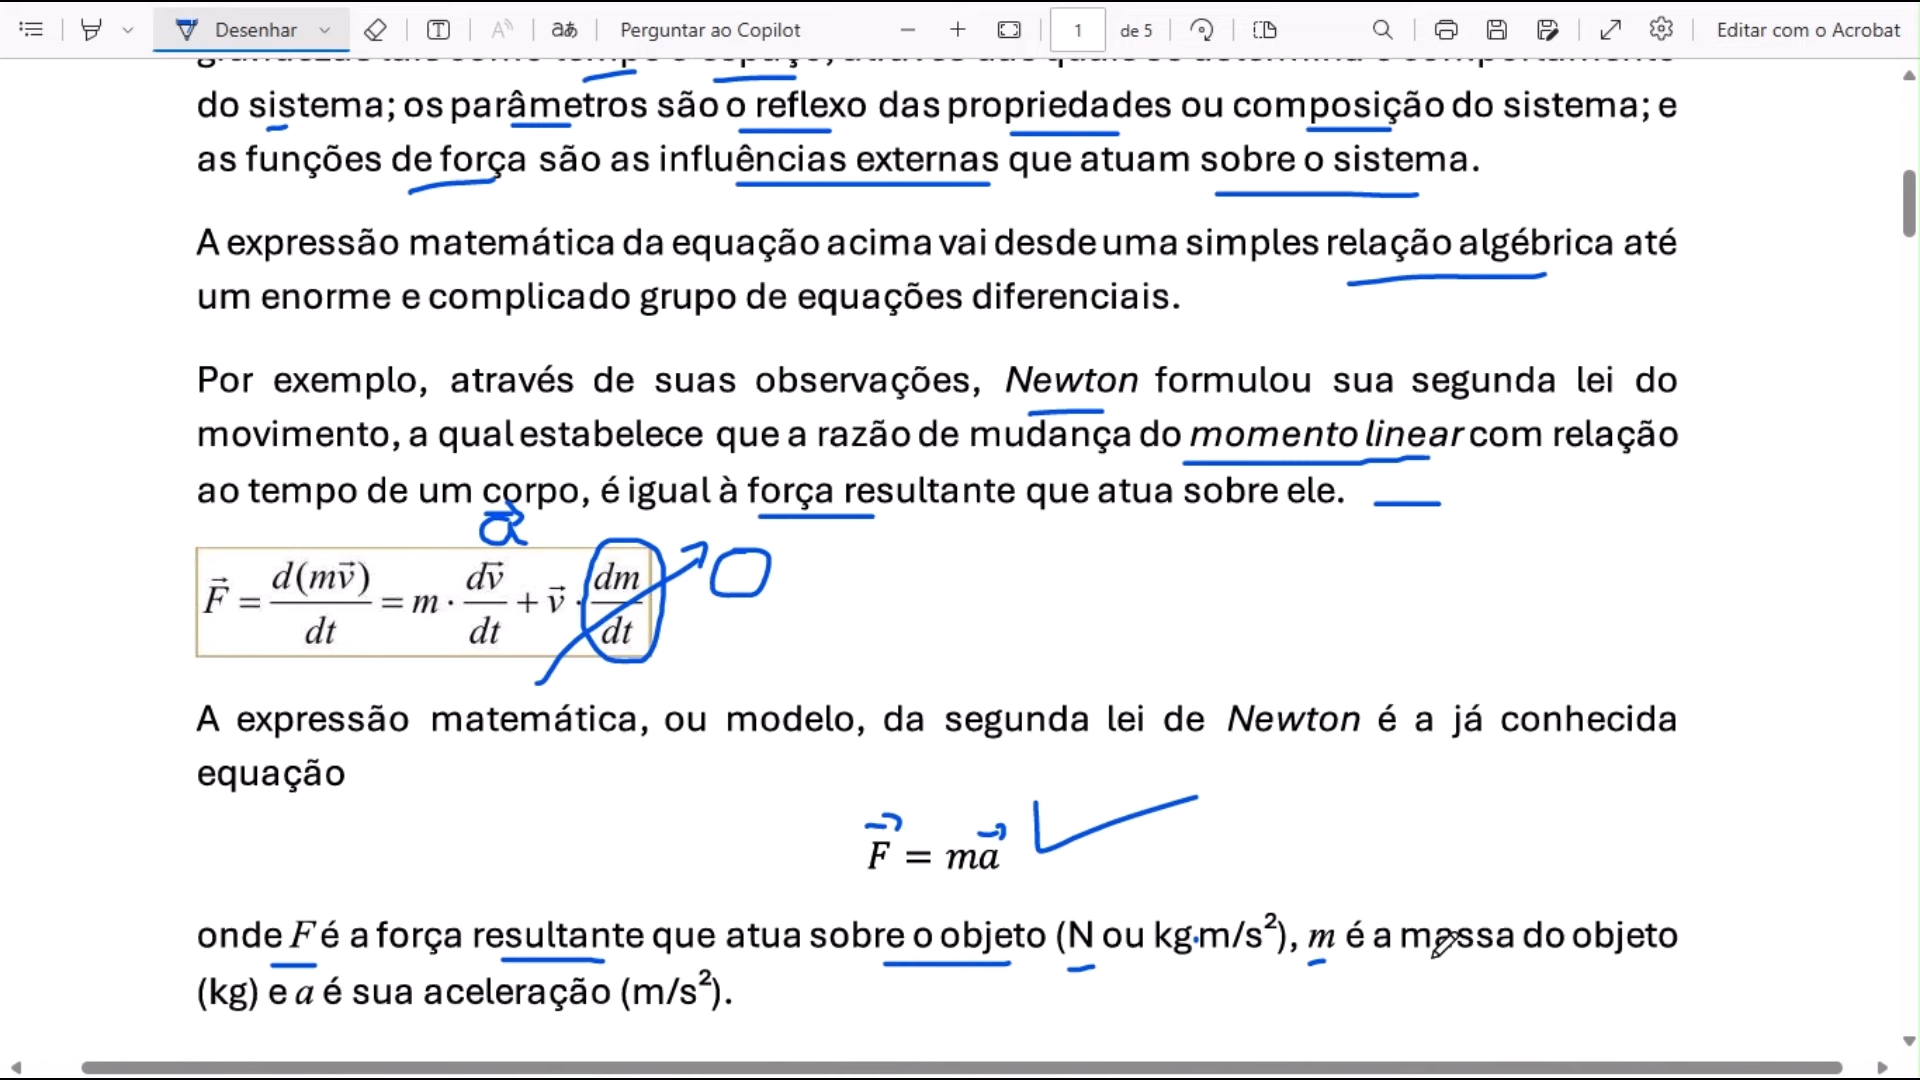 Desenhar
aあ
Perguntar ao Copilot
1
de 5
Editar com o Acrobat
do sistema; os parâmetros são o reflexo das propriedades ou composição do sistema; e
as funções de força são as influências externas que atuam sobre o sistema.
A expressão matemática da equação acima vai desde uma simples relação algébrica até
um enorme e complicado grupo de equações diferenciais.
Por exemplo, através de suas observações, Newton formulou sua segunda lei do
movimento, a qual estabelece que a razão de mudança do momento linear com relação
ao tempo de um corpo, é igual à força resultante que atua sobre ele.
a⃗
F⃗ = d(mv⃗)/dt = m · dv⃗/dt + v⃗ · dm/dt → 0
A expressão matemática, ou modelo, da segunda lei de Newton é a já conhecida
equação
F⃗ = ma⃗
onde F é a força resultante que atua sobre o objeto (N ou kg·m/s²), m é a massa do objeto
(kg) e a é sua aceleração (m/s²).